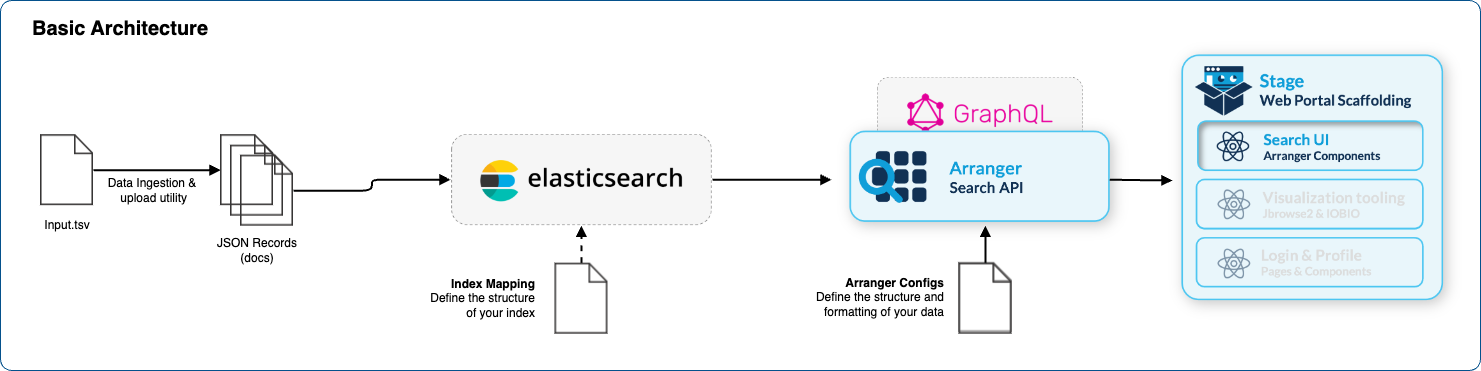 Basic Architecture
Input.tsv
Data Ingestion &
upload utility
JSON Records
(docs)
elasticsearch
Index Mapping
Define the structure
of your index
GraphQL
Arranger
Search API
Arranger Configs
Define the structure and
formatting of your data
Stage
Web Portal Scaffolding
Search UI
Arranger Components
Visualization tooling
Jbrowse2 & IOBIO
Login & Profile
Pages & Components